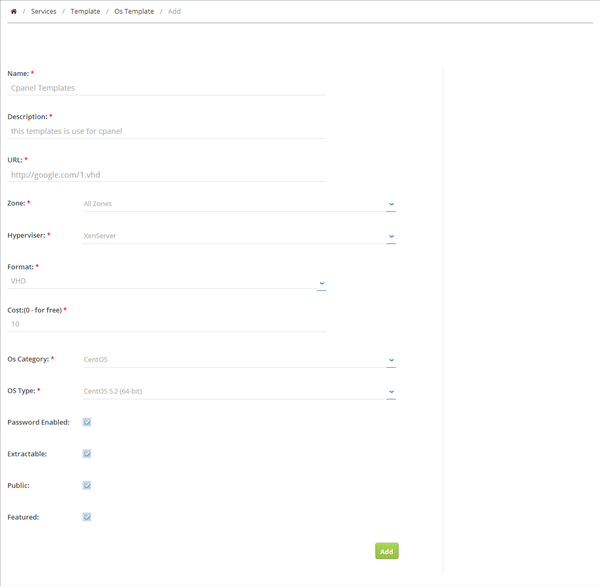 / Services / Template / Os Template / Add
Name: *
Cpanel Templates
Description: *
this templates is use for cpanel
URL: *
http://google.com/1.vhd
Zone: * All Zones
Hyperviser: * XenServer
Format: *
VHD
Cost:(0 - for free) *
10
Os Category: * CentOS
OS Type: * CentOS 5.2 (64-bit)
Password Enabled:
Extractable:
Public:
Featured:
Add